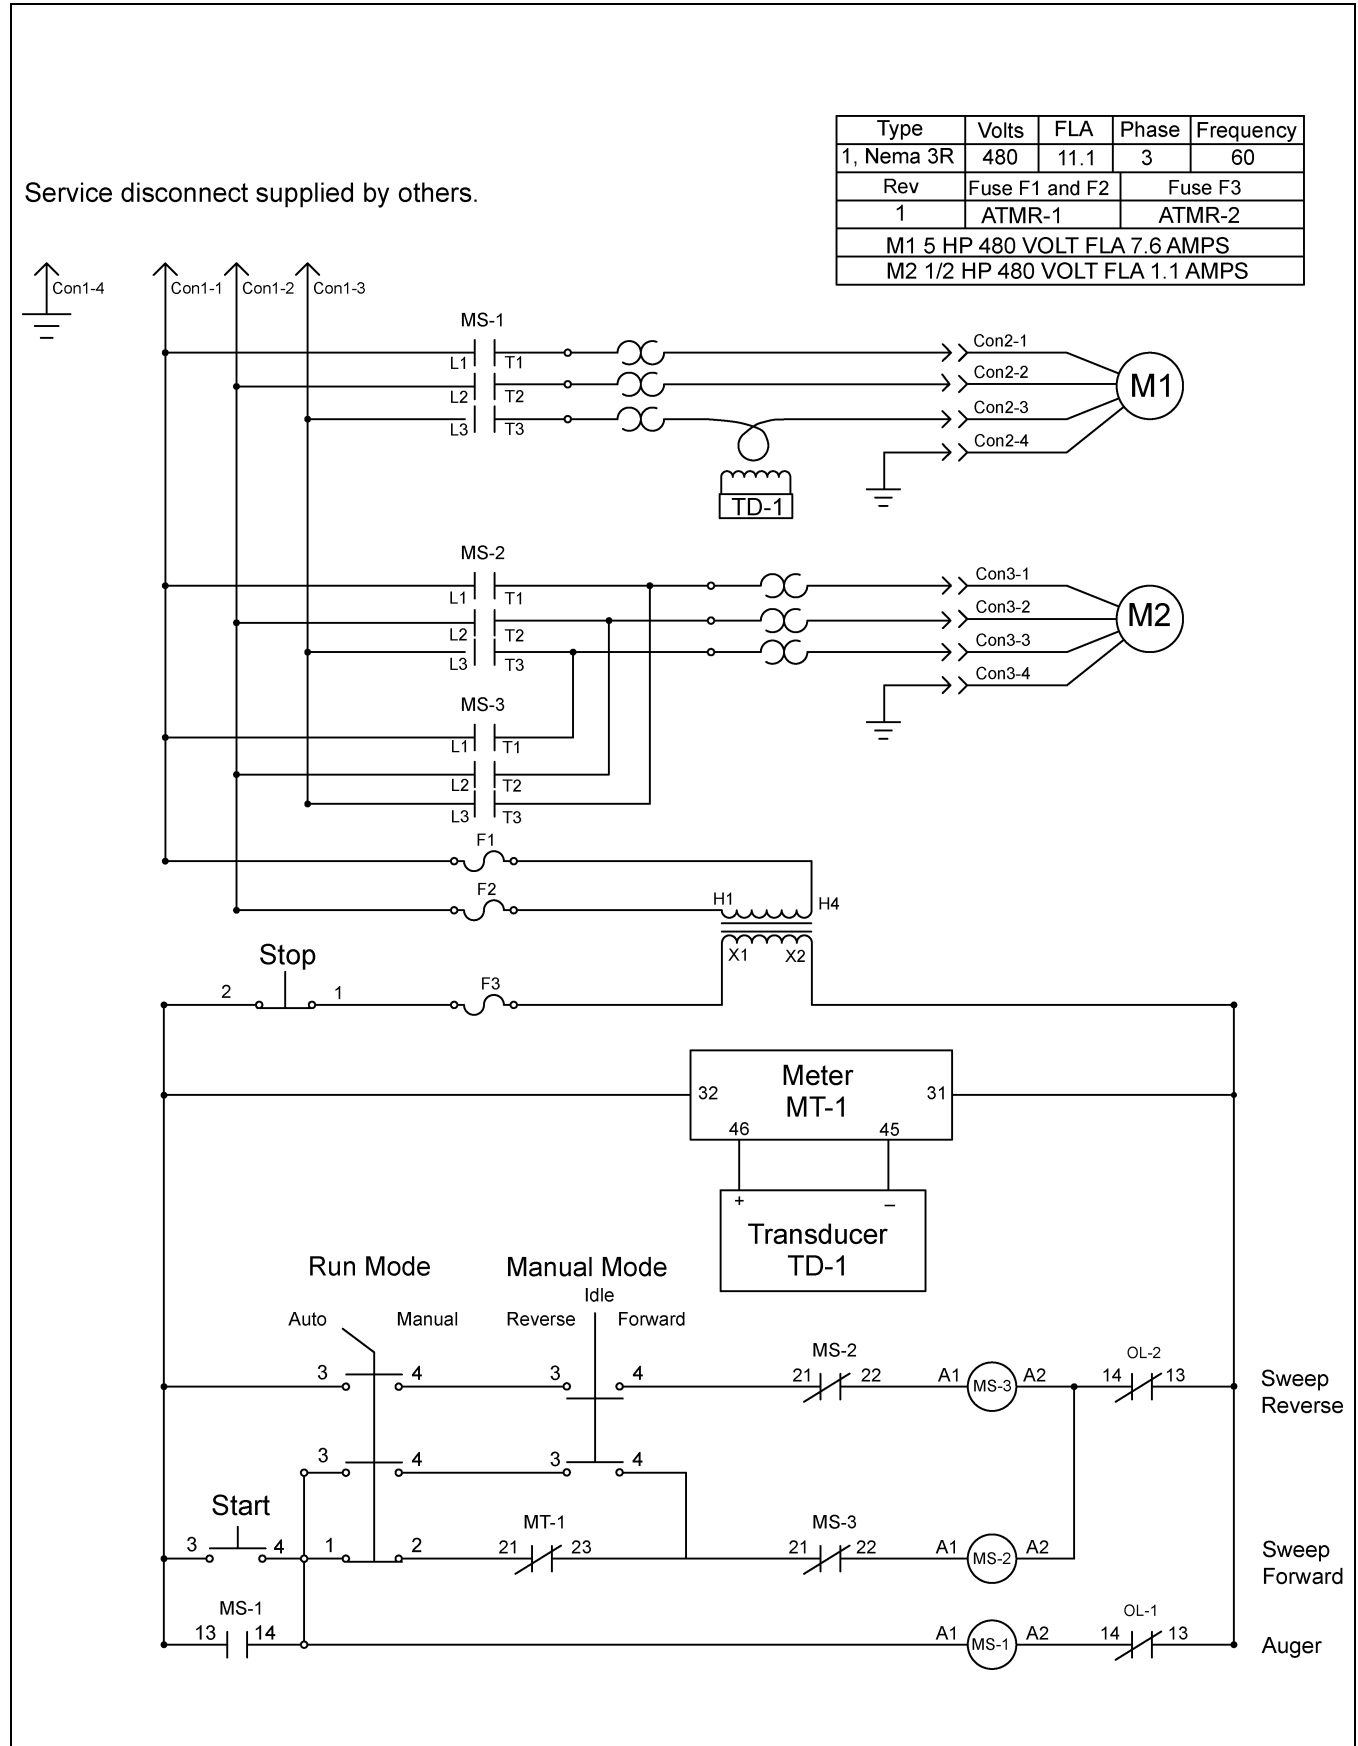 Type Volts FLA Phase Frequency
1, Nema 3R 480 11.1 3 60
Rev Fuse F1 and F2 Fuse F3
1 ATMR-1 ATMR-2
M1 5 HP 480 VOLT FLA 7.6 AMPS
M2 1/2 HP 480 VOLT FLA 1.1 AMPS
Service disconnect supplied by others.
Con1-4 Con1-1 Con1-2 Con1-3
MS-1
L1 T1 Con2-1
L2 T2 Con2-2
L3 T3 Con2-3
Con2-4
M1
TD-1
MS-2
L1 T1 Con3-1
L2 T2 Con3-2
L3 T3 Con3-3
Con3-4
M2
MS-3
L1 T1
L2 T2
L3 T3
F1
F2
H1 H4
X1 X2
Stop
2 1 F3
Meter
MT-1
32 31
46 45
+ –
Transducer
TD-1
Run Mode Manual Mode
Idle
Auto Manual Reverse Forward
MS-2 OL-2
3 4 3 4 21 22 A1 MS-3 A2 14 13
Sweep
Reverse
3 4 3 4
Start
MT-1 MS-3
3 4 1 2 21 23 21 22 A1 MS-2 A2
Sweep
Forward
MS-1 OL-1
13 14 A1 MS-1 A2 14 13 Auger